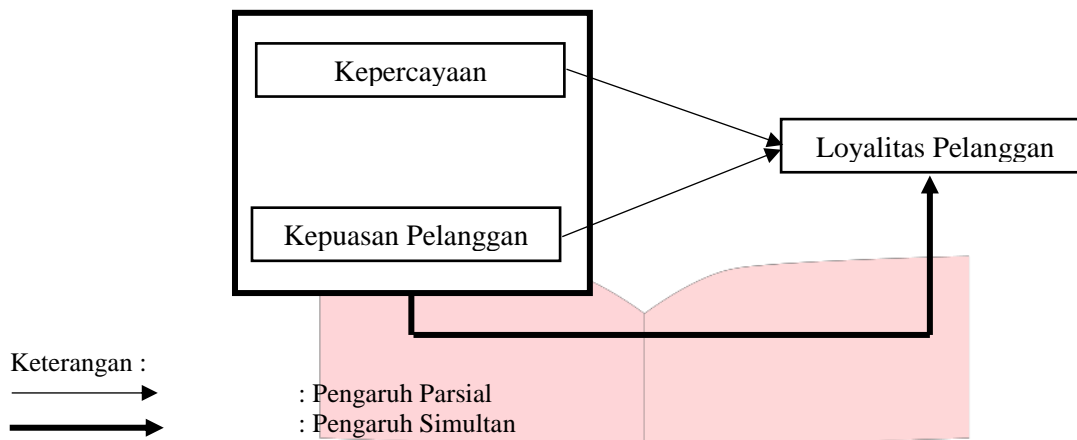 Kepercayaan
Loyalitas Pelanggan
Kepuasan Pelanggan
Keterangan :
: Pengaruh Parsial
: Pengaruh Simultan